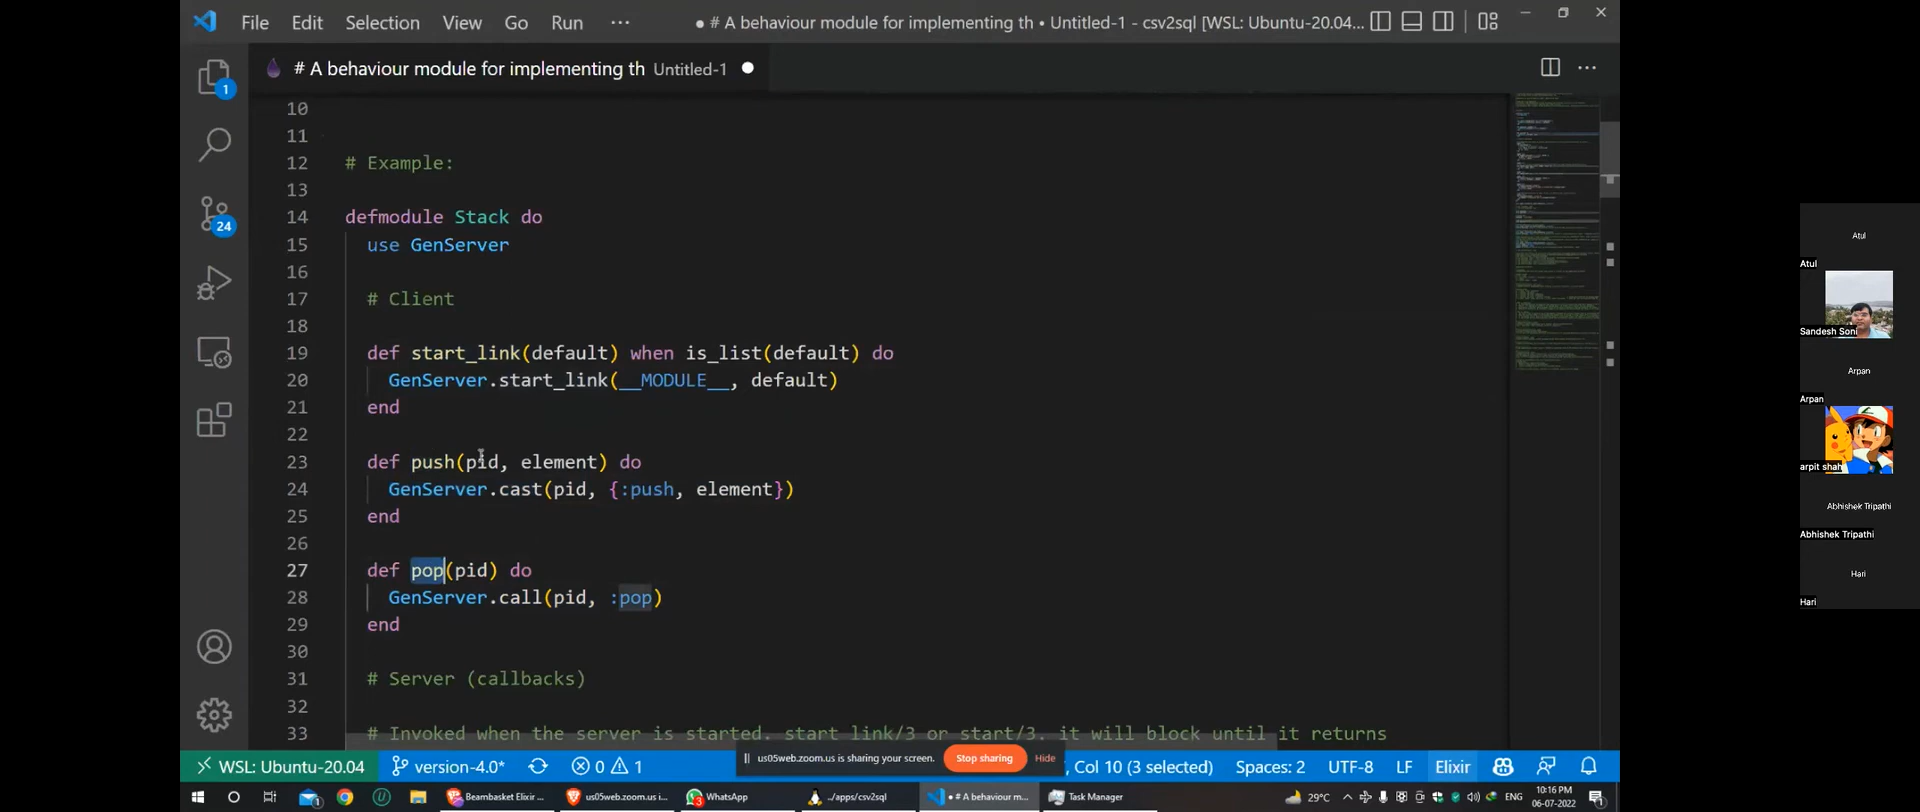 File Edit Selection View Go Run ··· ● # A behaviour module for implementing th • Untitled-1 - csv2sql [WSL: Ubuntu-20.04...
# A behaviour module for implementing th Untitled-1 ●
1
24
10
11
12 # Example:
13
14 defmodule Stack do
15 use GenServer
16
17 # Client
18
19 def start_link(default) when is_list(default) do
20 GenServer.start_link(__MODULE__, default)
21 end
22
23 def push(pid, element) do
24 GenServer.cast(pid, {:push, element})
25 end
26
27 def pop(pid) do
28 GenServer.call(pid, :pop)
29 end
30
31 # Server (callbacks)
32
33 # Invoked when the server is started. start_link/3 or start/3. it will block until it returns
us05web.zoom.us is sharing your screen. Stop sharing Hide
WSL: Ubuntu-20.04 version-4.0* 0 1 , Col 10 (3 selected) Spaces: 2 UTF-8 LF Elixir
Beambasket Elixir ... us05web.zoom.us i... WhatsApp ../apps/csv2sql ● # A behaviour m... Task Manager 29°C ENG 10:16 PM
06-07-2022
Atul
Atul
Sandesh Soni
Arpan
Arpan
arpit shah
Abhishek Tripathi
Abhishek Tripathi
Hari
Hari